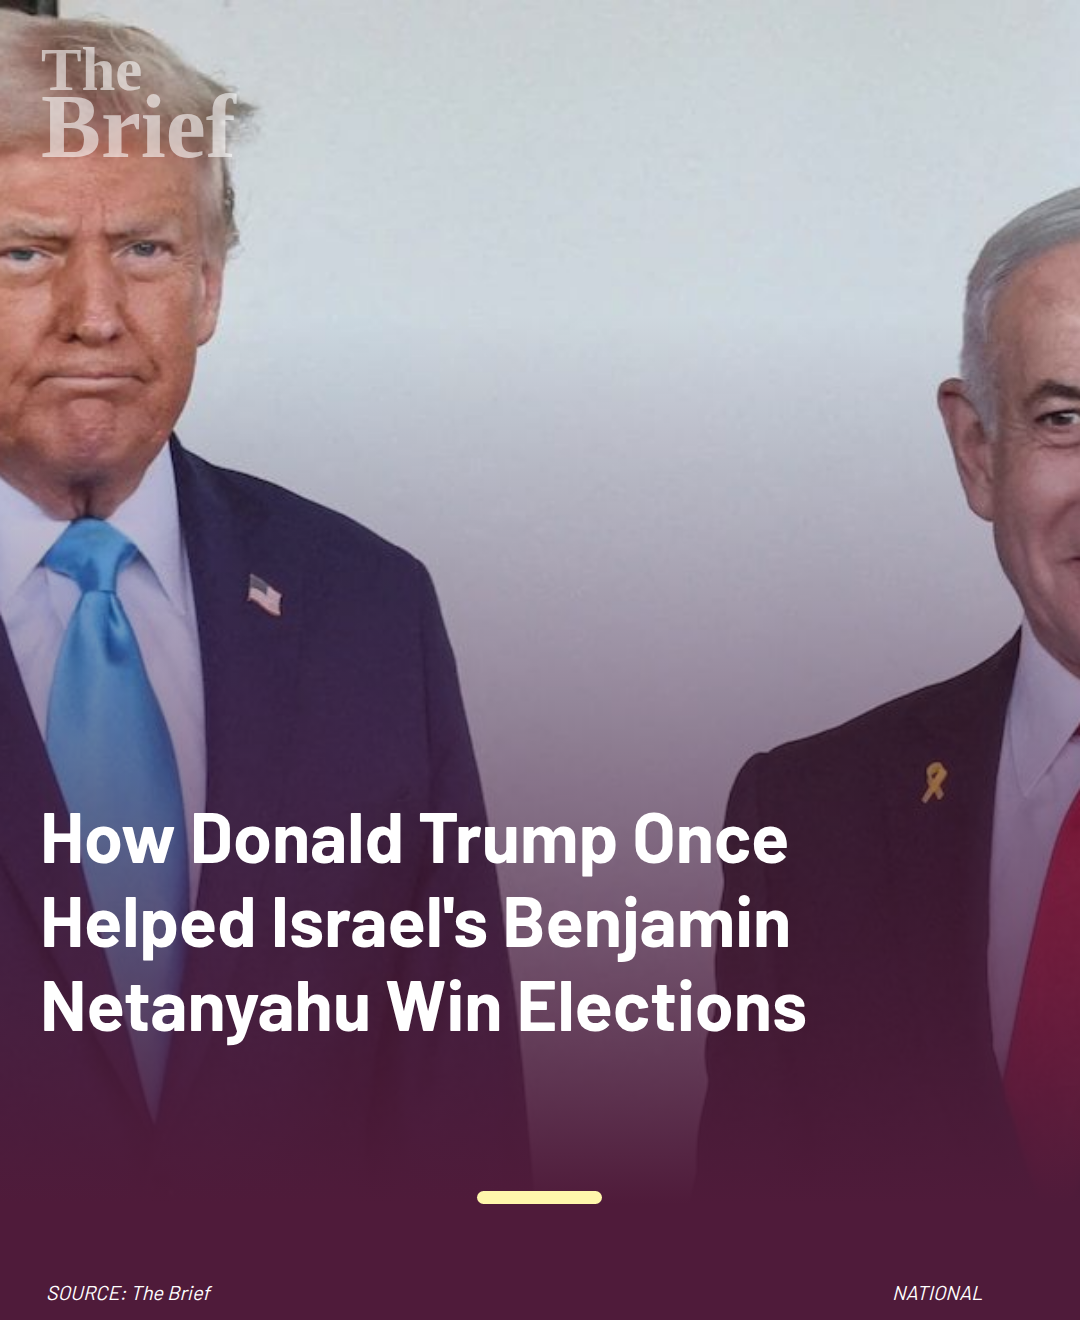 The
Brief
How Donald Trump Once
Helped Israel's Benjamin
Netanyahu Win Elections
SOURCE: The Brief
NATIONAL